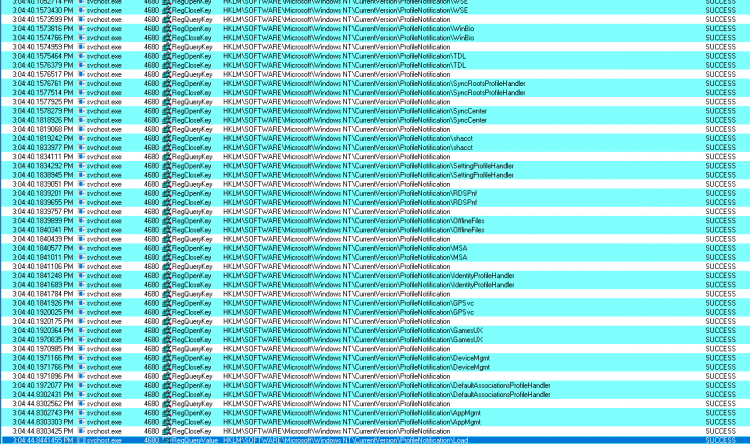 3:04:40.1573430 PM svchost.exe 4680 RegCloseKey HKLM\SOFTWARE\Microsoft\Windows NT\CurrentVersion\ProfileNotification\WSE SUCCESS
3:04:40.1573599 PM svchost.exe 4680 RegQueryKey HKLM\SOFTWARE\Microsoft\Windows NT\CurrentVersion\ProfileNotification SUCCESS
3:04:40.1573816 PM svchost.exe 4680 RegOpenKey HKLM\SOFTWARE\Microsoft\Windows NT\CurrentVersion\ProfileNotification\WinBio SUCCESS
3:04:40.1574766 PM svchost.exe 4680 RegCloseKey HKLM\SOFTWARE\Microsoft\Windows NT\CurrentVersion\ProfileNotification\WinBio SUCCESS
3:04:40.1574959 PM svchost.exe 4680 RegQueryKey HKLM\SOFTWARE\Microsoft\Windows NT\CurrentVersion\ProfileNotification SUCCESS
3:04:40.1575464 PM svchost.exe 4680 RegOpenKey HKLM\SOFTWARE\Microsoft\Windows NT\CurrentVersion\ProfileNotification\TDL SUCCESS
3:04:40.1576379 PM svchost.exe 4680 RegCloseKey HKLM\SOFTWARE\Microsoft\Windows NT\CurrentVersion\ProfileNotification\TDL SUCCESS
3:04:40.1576517 PM svchost.exe 4680 RegQueryKey HKLM\SOFTWARE\Microsoft\Windows NT\CurrentVersion\ProfileNotification SUCCESS
3:04:40.1576761 PM svchost.exe 4680 RegOpenKey HKLM\SOFTWARE\Microsoft\Windows NT\CurrentVersion\ProfileNotification\SyncRootsProfileHandler SUCCESS
3:04:40.1577514 PM svchost.exe 4680 RegCloseKey HKLM\SOFTWARE\Microsoft\Windows NT\CurrentVersion\ProfileNotification\SyncRootsProfileHandler SUCCESS
3:04:40.1577925 PM svchost.exe 4680 RegQueryKey HKLM\SOFTWARE\Microsoft\Windows NT\CurrentVersion\ProfileNotification SUCCESS
3:04:40.1578279 PM svchost.exe 4680 RegOpenKey HKLM\SOFTWARE\Microsoft\Windows NT\CurrentVersion\ProfileNotification\SyncCenter SUCCESS
3:04:40.1818926 PM svchost.exe 4680 RegCloseKey HKLM\SOFTWARE\Microsoft\Windows NT\CurrentVersion\ProfileNotification\SyncCenter SUCCESS
3:04:40.1819068 PM svchost.exe 4680 RegQueryKey HKLM\SOFTWARE\Microsoft\Windows NT\CurrentVersion\ProfileNotification SUCCESS
3:04:40.1819242 PM svchost.exe 4680 RegOpenKey HKLM\SOFTWARE\Microsoft\Windows NT\CurrentVersion\ProfileNotification\shacct SUCCESS
3:04:40.1833977 PM svchost.exe 4680 RegCloseKey HKLM\SOFTWARE\Microsoft\Windows NT\CurrentVersion\ProfileNotification\shacct SUCCESS
3:04:40.1834111 PM svchost.exe 4680 RegQueryKey HKLM\SOFTWARE\Microsoft\Windows NT\CurrentVersion\ProfileNotification SUCCESS
3:04:40.1834292 PM svchost.exe 4680 RegOpenKey HKLM\SOFTWARE\Microsoft\Windows NT\CurrentVersion\ProfileNotification\SettingProfileHandler SUCCESS
3:04:40.1838945 PM svchost.exe 4680 RegCloseKey HKLM\SOFTWARE\Microsoft\Windows NT\CurrentVersion\ProfileNotification\SettingProfileHandler SUCCESS
3:04:40.1839051 PM svchost.exe 4680 RegQueryKey HKLM\SOFTWARE\Microsoft\Windows NT\CurrentVersion\ProfileNotification SUCCESS
3:04:40.1839201 PM svchost.exe 4680 RegOpenKey HKLM\SOFTWARE\Microsoft\Windows NT\CurrentVersion\ProfileNotification\RDSPnf SUCCESS
3:04:40.1839655 PM svchost.exe 4680 RegCloseKey HKLM\SOFTWARE\Microsoft\Windows NT\CurrentVersion\ProfileNotification\RDSPnf SUCCESS
3:04:40.1839757 PM svchost.exe 4680 RegQueryKey HKLM\SOFTWARE\Microsoft\Windows NT\CurrentVersion\ProfileNotification SUCCESS
3:04:40.1839899 PM svchost.exe 4680 RegOpenKey HKLM\SOFTWARE\Microsoft\Windows NT\CurrentVersion\ProfileNotification\OfflineFiles SUCCESS
3:04:40.1840341 PM svchost.exe 4680 RegCloseKey HKLM\SOFTWARE\Microsoft\Windows NT\CurrentVersion\ProfileNotification\OfflineFiles SUCCESS
3:04:40.1840439 PM svchost.exe 4680 RegQueryKey HKLM\SOFTWARE\Microsoft\Windows NT\CurrentVersion\ProfileNotification SUCCESS
3:04:40.1840577 PM svchost.exe 4680 RegOpenKey HKLM\SOFTWARE\Microsoft\Windows NT\CurrentVersion\ProfileNotification\MSA SUCCESS
3:04:40.1841011 PM svchost.exe 4680 RegCloseKey HKLM\SOFTWARE\Microsoft\Windows NT\CurrentVersion\ProfileNotification\MSA SUCCESS
3:04:40.1841106 PM svchost.exe 4680 RegQueryKey HKLM\SOFTWARE\Microsoft\Windows NT\CurrentVersion\ProfileNotification SUCCESS
3:04:40.1841248 PM svchost.exe 4680 RegOpenKey HKLM\SOFTWARE\Microsoft\Windows NT\CurrentVersion\ProfileNotification\IdentityProfileHandler SUCCESS
3:04:40.1841689 PM svchost.exe 4680 RegCloseKey HKLM\SOFTWARE\Microsoft\Windows NT\CurrentVersion\ProfileNotification\IdentityProfileHandler SUCCESS
3:04:40.1841784 PM svchost.exe 4680 RegQueryKey HKLM\SOFTWARE\Microsoft\Windows NT\CurrentVersion\ProfileNotification SUCCESS
3:04:40.1841926 PM svchost.exe 4680 RegOpenKey HKLM\SOFTWARE\Microsoft\Windows NT\CurrentVersion\ProfileNotification\GPSvc SUCCESS
3:04:40.1920025 PM svchost.exe 4680 RegCloseKey HKLM\SOFTWARE\Microsoft\Windows NT\CurrentVersion\ProfileNotification\GPSvc SUCCESS
3:04:40.1920175 PM svchost.exe 4680 RegQueryKey HKLM\SOFTWARE\Microsoft\Windows NT\CurrentVersion\ProfileNotification SUCCESS
3:04:40.1920364 PM svchost.exe 4680 RegOpenKey HKLM\SOFTWARE\Microsoft\Windows NT\CurrentVersion\ProfileNotification\GamesUX SUCCESS
3:04:40.1970835 PM svchost.exe 4680 RegCloseKey HKLM\SOFTWARE\Microsoft\Windows NT\CurrentVersion\ProfileNotification\GamesUX SUCCESS
3:04:40.1970985 PM svchost.exe 4680 RegQueryKey HKLM\SOFTWARE\Microsoft\Windows NT\CurrentVersion\ProfileNotification SUCCESS
3:04:40.1971166 PM svchost.exe 4680 RegOpenKey HKLM\SOFTWARE\Microsoft\Windows NT\CurrentVersion\ProfileNotification\DeviceMgmt SUCCESS
3:04:40.1971766 PM svchost.exe 4680 RegCloseKey HKLM\SOFTWARE\Microsoft\Windows NT\CurrentVersion\ProfileNotification\DeviceMgmt SUCCESS
3:04:40.1971896 PM svchost.exe 4680 RegQueryKey HKLM\SOFTWARE\Microsoft\Windows NT\CurrentVersion\ProfileNotification SUCCESS
3:04:40.1972077 PM svchost.exe 4680 RegOpenKey HKLM\SOFTWARE\Microsoft\Windows NT\CurrentVersion\ProfileNotification\DefaultAssociationsProfileHandler SUCCESS
3:04:44.8302431 PM svchost.exe 4680 RegCloseKey HKLM\SOFTWARE\Microsoft\Windows NT\CurrentVersion\ProfileNotification\DefaultAssociationsProfileHandler SUCCESS
3:04:44.8302562 PM svchost.exe 4680 RegQueryKey HKLM\SOFTWARE\Microsoft\Windows NT\CurrentVersion\ProfileNotification SUCCESS
3:04:44.8302743 PM svchost.exe 4680 RegOpenKey HKLM\SOFTWARE\Microsoft\Windows NT\CurrentVersion\ProfileNotification\AppMgmt SUCCESS
3:04:44.8303303 PM svchost.exe 4680 RegCloseKey HKLM\SOFTWARE\Microsoft\Windows NT\CurrentVersion\ProfileNotification\AppMgmt SUCCESS
3:04:44.8303425 PM svchost.exe 4680 RegQueryKey HKLM\SOFTWARE\Microsoft\Windows NT\CurrentVersion\ProfileNotification SUCCESS
3:04:44.8441455 PM svchost.exe 4680 RegQueryValue HKLM\SOFTWARE\Microsoft\Windows NT\CurrentVersion\ProfileNotification\Load SUCCESS